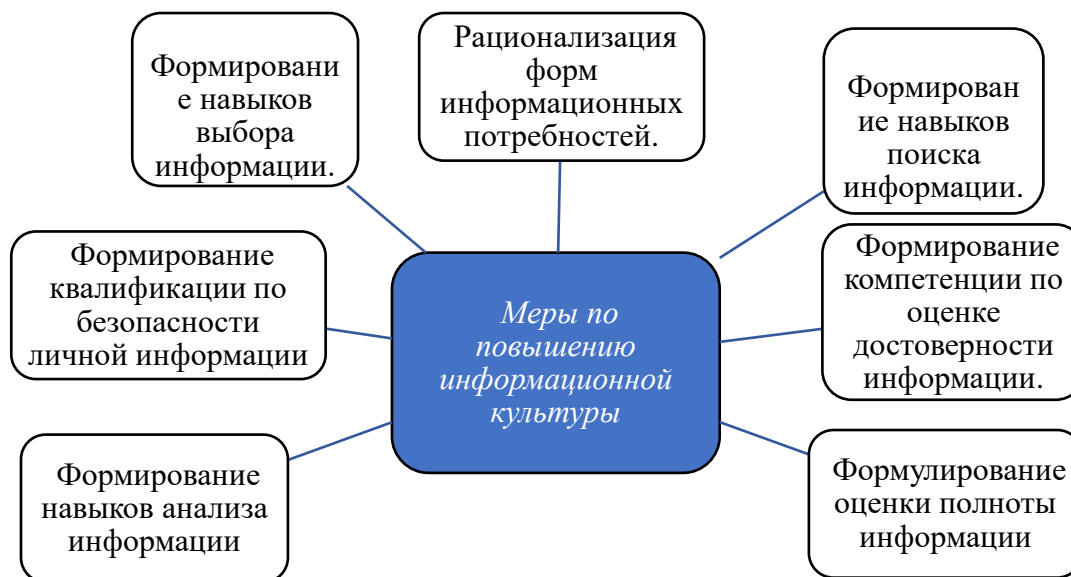 Формировани
е навыков
выбора
информации.
Рационализация
форм
информационных
потребностей.
Формирован
ие навыков
поиска
информации.
Формирование
квалификации по
безопасности
личной информации
Меры по
повышению
информационной
культуры
Формирование
компетенции по
оценке
достоверности
информации.
Формирование
навыков анализа
информации
Формулирование
оценки полноты
информации